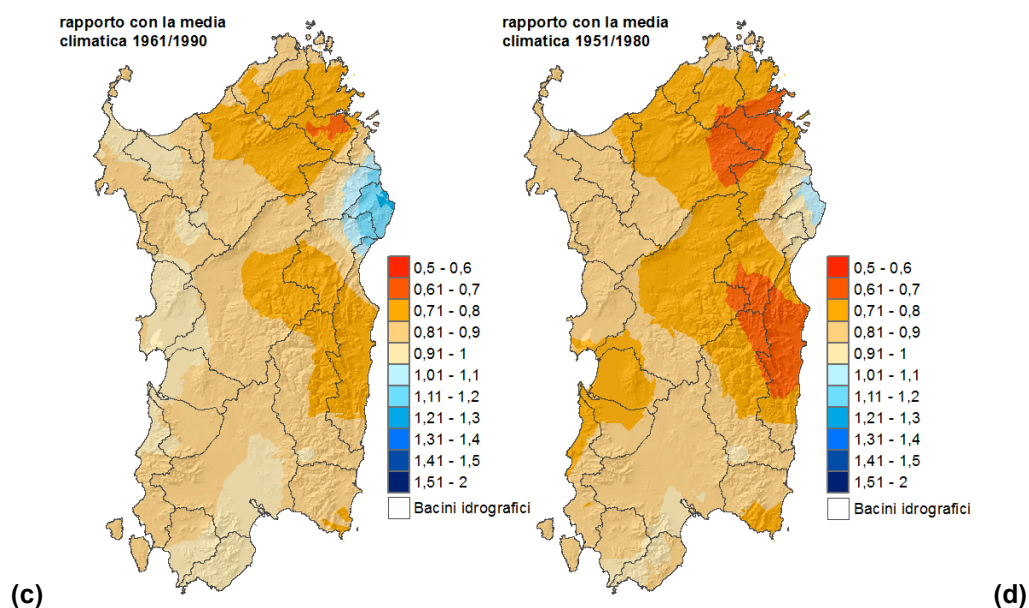 rapporto con la media
climatica 1961/1990
0,5 - 0,6
0,61 - 0,7
0,71 - 0,8
0,81 - 0,9
0,91 - 1
1,01 - 1,1
1,11 - 1,2
1,21 - 1,3
1,31 - 1,4
1,41 - 1,5
1,51 - 2
Bacini idrografici
(c)
rapporto con la media
climatica 1951/1980
0,5 - 0,6
0,61 - 0,7
0,71 - 0,8
0,81 - 0,9
0,91 - 1
1,01 - 1,1
1,11 - 1,2
1,21 - 1,3
1,31 - 1,4
1,41 - 1,5
1,51 - 2
Bacini idrografici
(d)